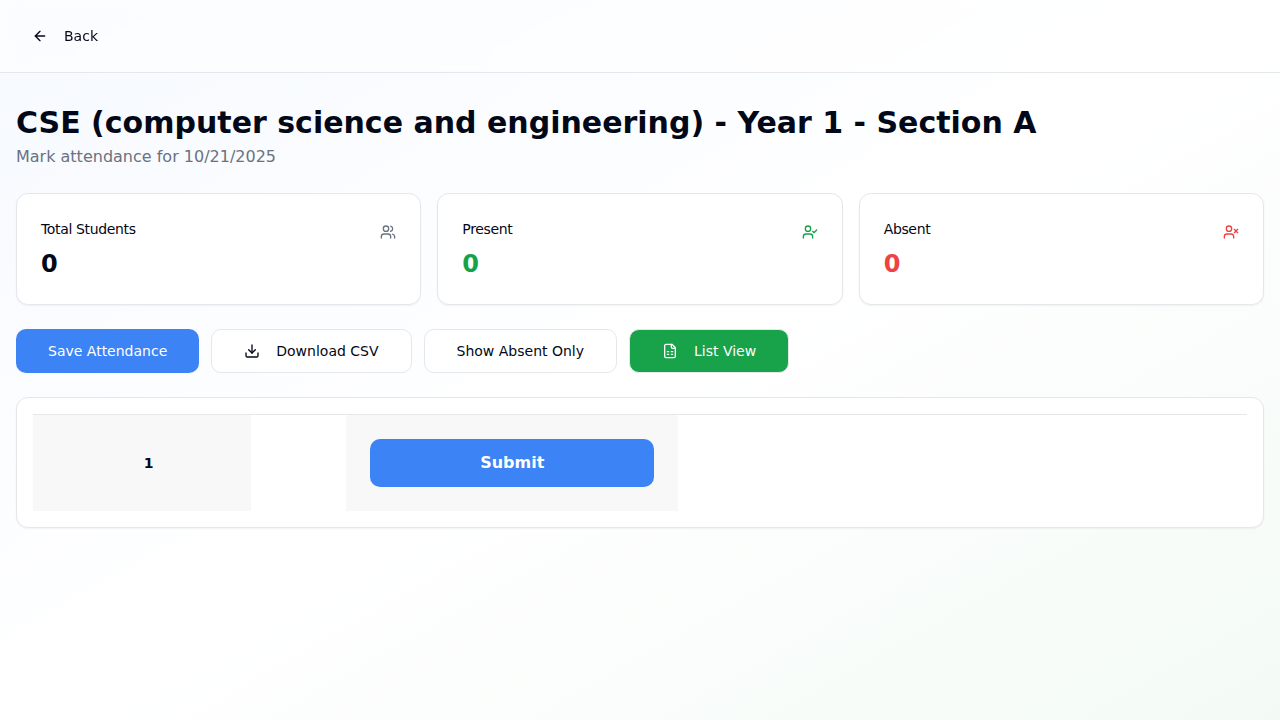 Back
CSE (computer science and engineering) - Year 1 - Section A
Mark attendance for 10/21/2025
Total Students
0
Present
0
Absent
0
Save Attendance
Download CSV
Show Absent Only
List View
1
Submit